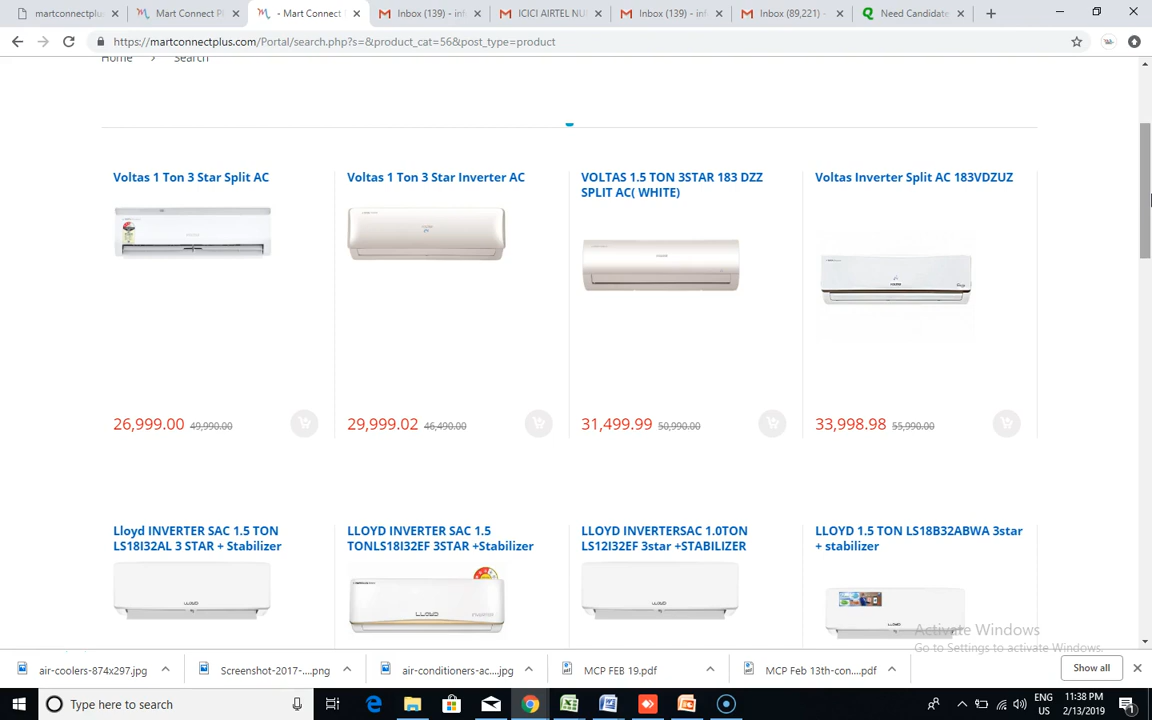 martconnectplus
Mart Connect Pl
- Mart Connect
Inbox (139) - inf
ICICI AIRTEL NU
Inbox (139) - inf
Inbox (89,221) -
Need Candidate
https://martconnectplus.com/Portal/search.php?s=&product_cat=56&post_type=product
Home > Search
Voltas 1 Ton 3 Star Split AC
Voltas 1 Ton 3 Star Inverter AC
VOLTAS 1.5 TON 3STAR 183 DZZ
SPLIT AC( WHITE)
Voltas Inverter Split AC 183VDZUZ
26,999.00 49,990.00
29,999.02 46,490.00
31,499.99 50,990.00
33,998.98 55,990.00
Lloyd INVERTER SAC 1.5 TON
LS18I32AL 3 STAR + Stabilizer
LLOYD INVERTER SAC 1.5
TONLS18I32EF 3STAR +Stabilizer
LLOYD INVERTERSAC 1.0TON
LS12I32EF 3star +STABILIZER
LLOYD 1.5 TON LS18B32ABWA 3star
+ stabilizer
LLOYD
LLOYD
LLOYD
LLOYD
Activate Windows
Go to Settings to activate Windows.
air-coolers-874x297.jpg
Screenshot-2017-....png
air-conditioners-ac....jpg
MCP FEB 19.pdf
MCP Feb 13th-con....pdf
Show all
Type here to search
ENG
US
11:38 PM
2/13/2019
1